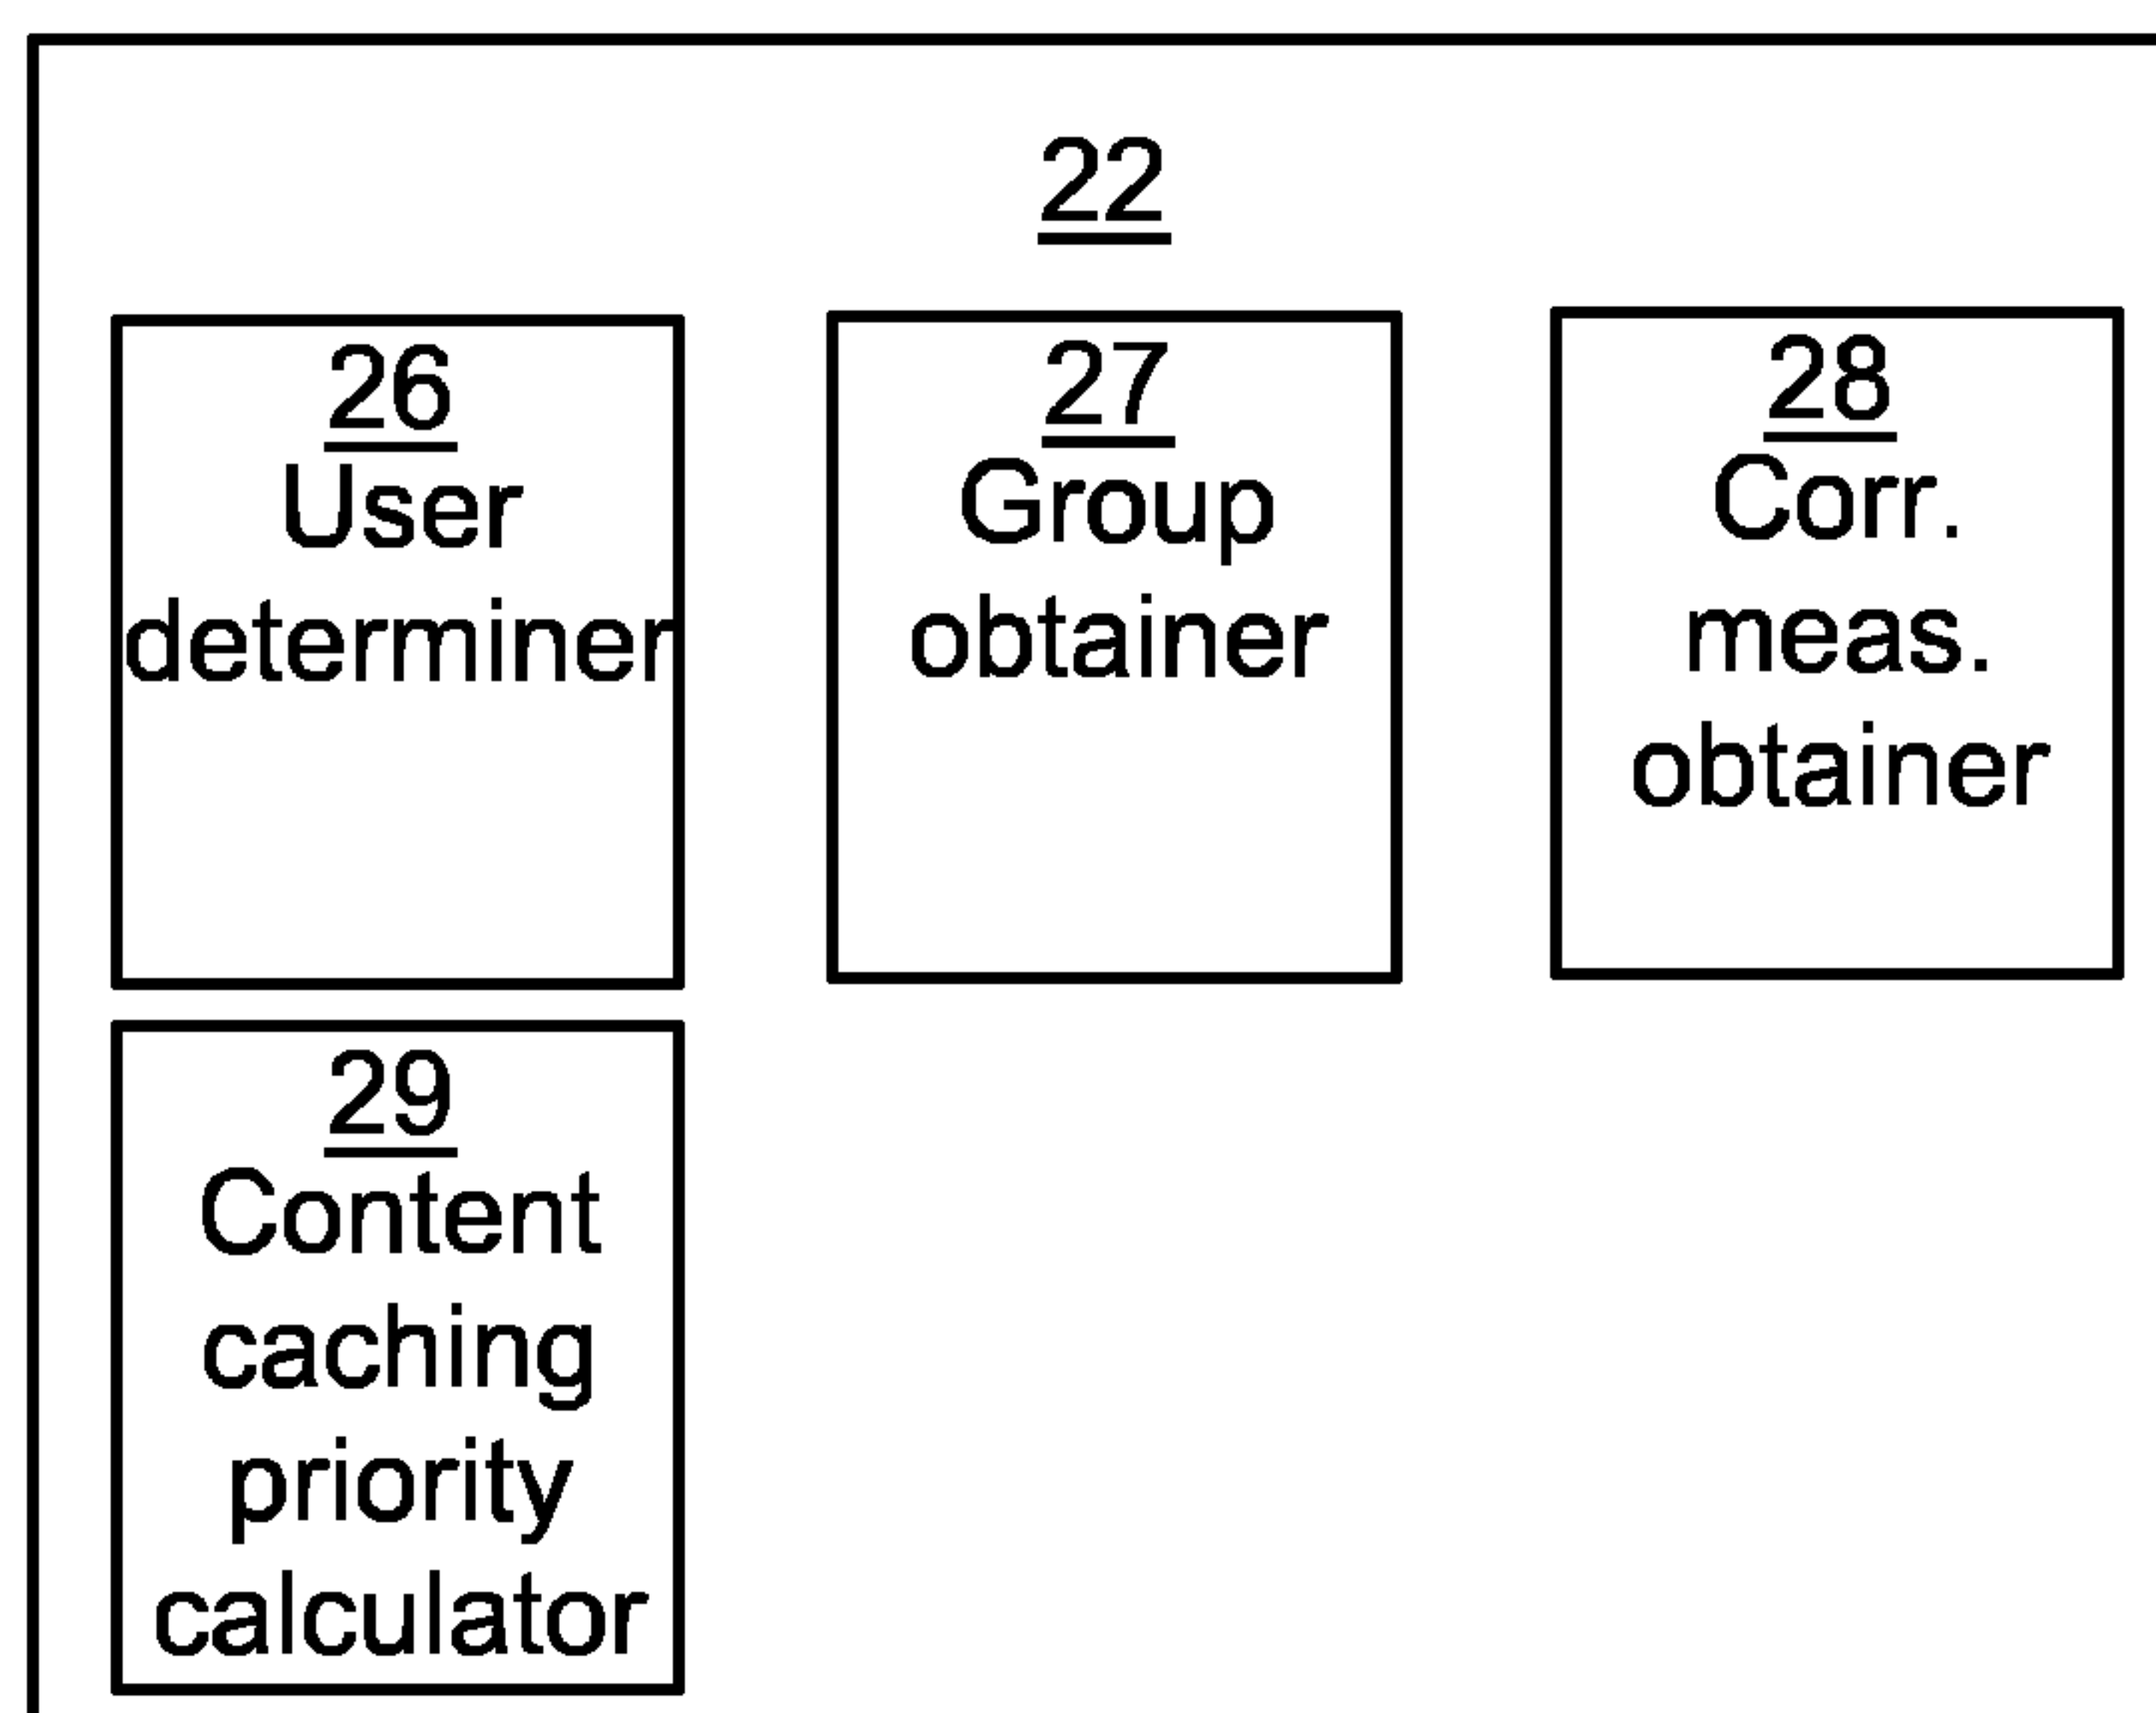 22
26
User
determiner
27
Group
obtainer
28
Corr.
meas.
obtainer
29
Content
caching
priority
calculator